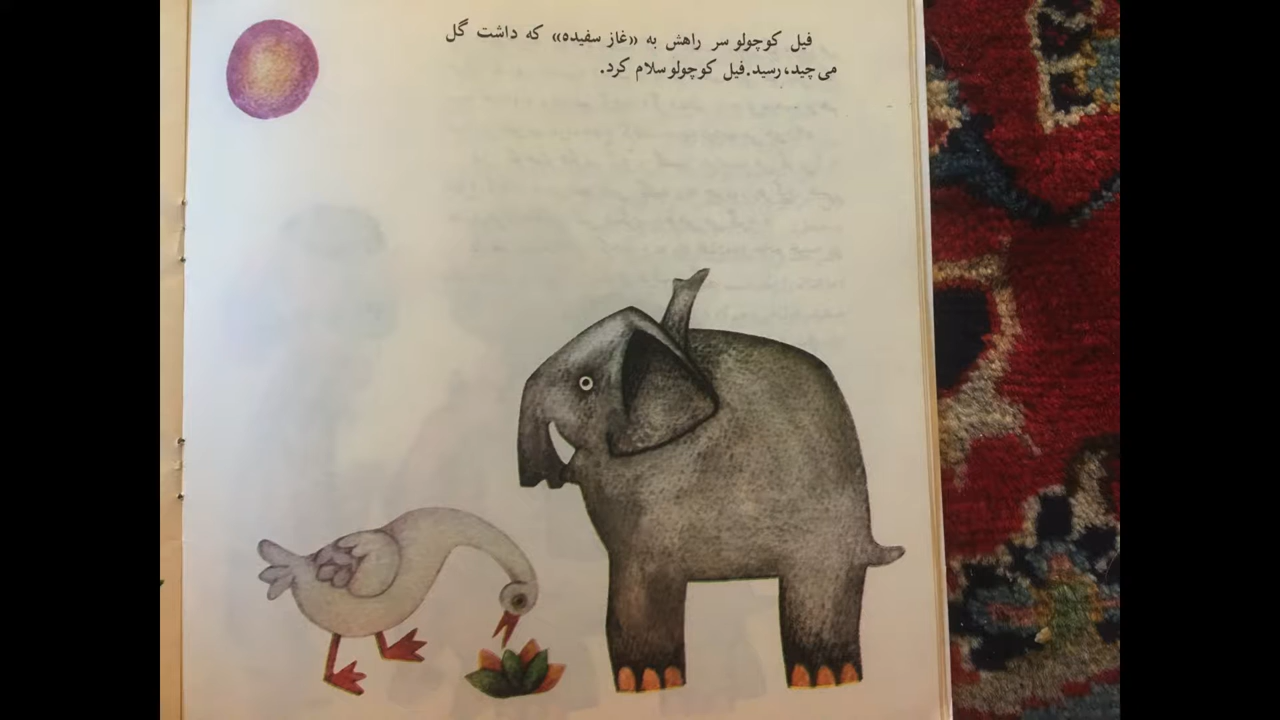 فیل کوچولو سر راهش به «غاز سفیده» که داشت گل
می‌چید، رسید. فیل کوچولو سلام کرد.